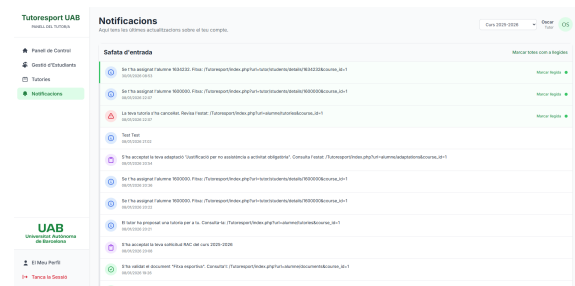 Tutoresport UAB
PANELL DEL TUTOR/A
Panell de Control
Gestió d'Estudiants
Tutories
Notificacions
UAB
Universitat Autònoma
de Barcelona
El Meu Perfil
Tanca la Sessió
Notificacions
Aquí tens les últimes actualitzacions sobre el teu compte.
Curs 2025-2026
Oscar
Tutor
OS
Safata d'entrada
Marcar totes com a llegides
Se t'ha assignat l'alumne 1634233. Fitxa: /Tutoresport/index.php?url=tutor/students/details/1634233&course_id=1
Marcar llegida
Se t'ha assignat l'alumne 1600000. Fitxa: /Tutoresport/index.php?url=tutor/students/details/1600000&course_id=1
Marcar llegida
La teva tutoria s'ha cancel·lat. Revisa l'estat: /Tutoresport/index.php?url=alumne/tutories&course_id=1
Marcar llegida
Test Test
S'ha acceptat la teva adaptació "Justificació per no assistència a activitat obligatòria". Consulta l'estat: /Tutoresport/index.php?url=alumne/adaptations&course_id=1
Se t'ha assignat l'alumne 1600000. Fitxa: /Tutoresport/index.php?url=tutor/students/details/1600000&course_id=1
Se t'ha assignat l'alumne 1600000. Fitxa: /Tutoresport/index.php?url=tutor/students/details/1600000&course_id=1
El tutor ha proposat una tutoria per a tu. Consulta-la: /Tutoresport/index.php?url=alumne/tutories&course_id=1
S'ha acceptat la teva sol·licitud RAC del curs 2025-2026
S'ha validat el document "Fitxa esportiva". Consulta'l: /Tutoresport/index.php?url=alumne/documents&course_id=1